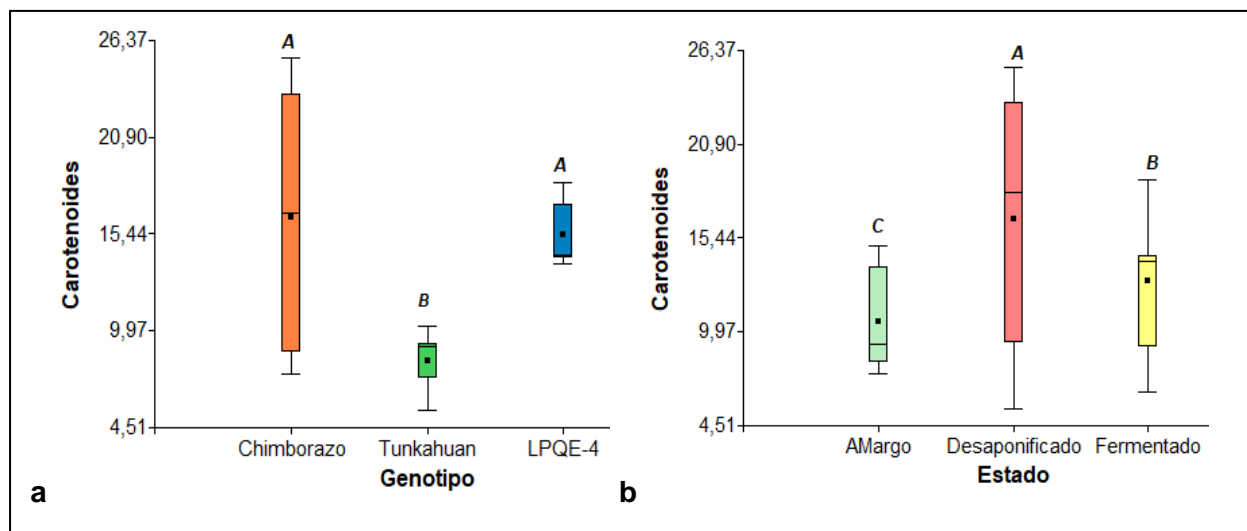 26,37
20,90
15,44
9,97
4,51
Carotenoides
A
B
A
Chimborazo Tunkahuan LPQE-4
Genotipo
a
26,37
20,90
15,44
9,97
4,51
Carotenoides
C
A
B
AMargo Desaponificado Fermentado
Estado
b